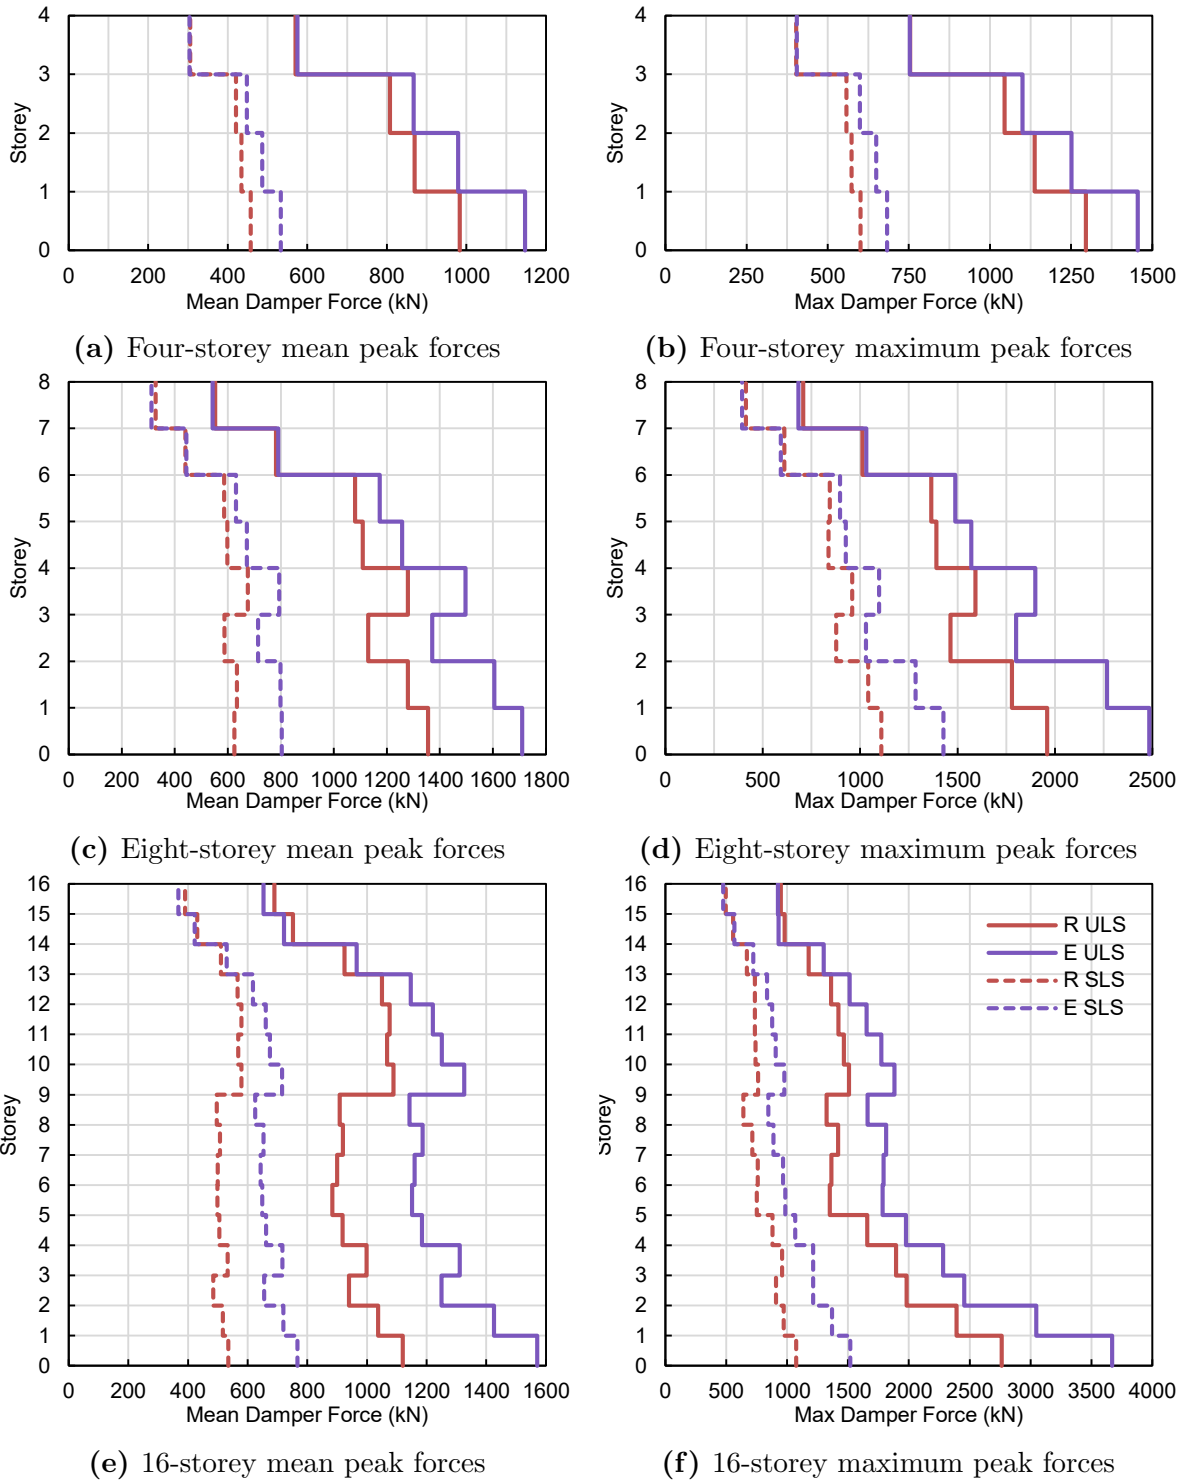 4
3
2
1
0
Storey
0 200 400 600 800 1000 1200
Mean Damper Force (kN)
(a) Four-storey mean peak forces
4
3
2
1
0
Storey
0 250 500 750 1000 1250 1500
Max Damper Force (kN)
(b) Four-storey maximum peak forces
8
7
6
5
4
3
2
1
0
Storey
0 200 400 600 800 1000 1200 1400 1600 1800
Mean Damper Force (kN)
(c) Eight-storey mean peak forces
8
7
6
5
4
3
2
1
0
Storey
0 500 1000 1500 2000 2500
Max Damper Force (kN)
(d) Eight-storey maximum peak forces
16
15
14
13
12
11
10
9
8
7
6
5
4
3
2
1
0
Storey
0 200 400 600 800 1000 1200 1400 1600
Mean Damper Force (kN)
(e) 16-storey mean peak forces
16
15
14
13
12
11
10
9
8
7
6
5
4
3
2
1
0
Storey
R ULS
E ULS
R SLS
E SLS
0 500 1000 1500 2000 2500 3000 3500 4000
Max Damper Force (kN)
(f) 16-storey maximum peak forces